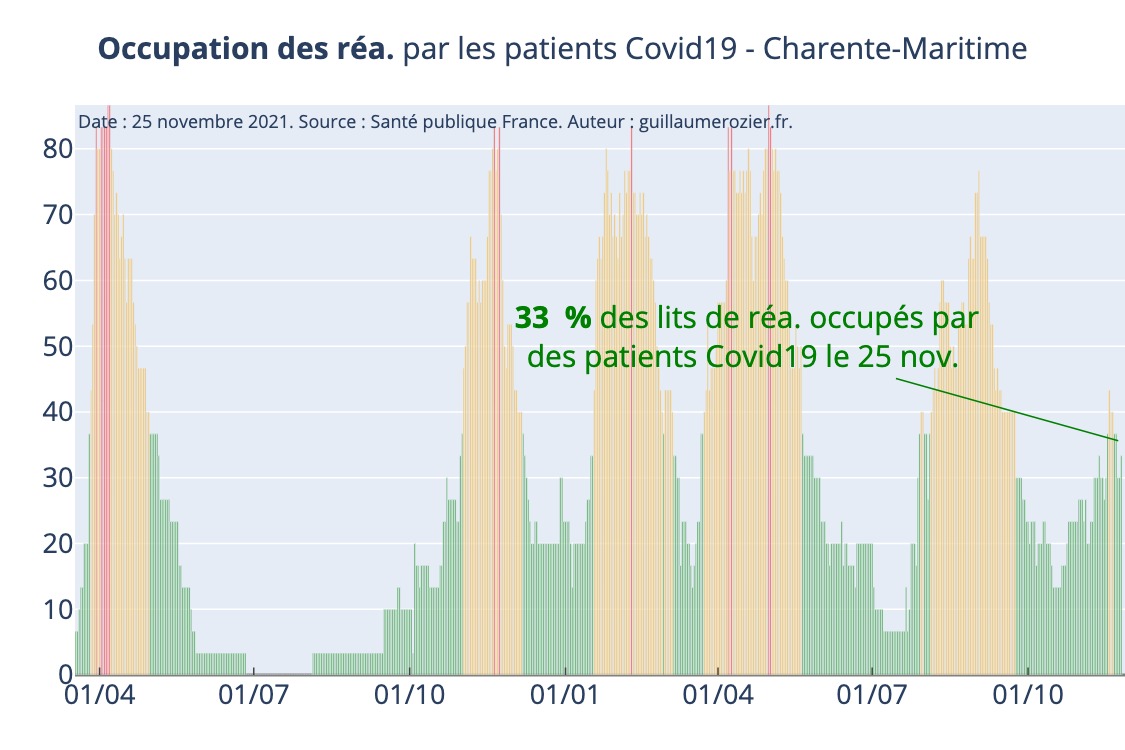 Occupation des réa. par les patients Covid19 - Charente-Maritime
Date : 25 novembre 2021. Source : Santé publique France. Auteur : guillaumerozier.fr.
80
70
60
33  % des lits de réa. occupés par
50
des patients Covid19 le 25 nov.
40
30
20
10
0
01/04 01/07 01/10 01/01 01/04 01/07 01/10